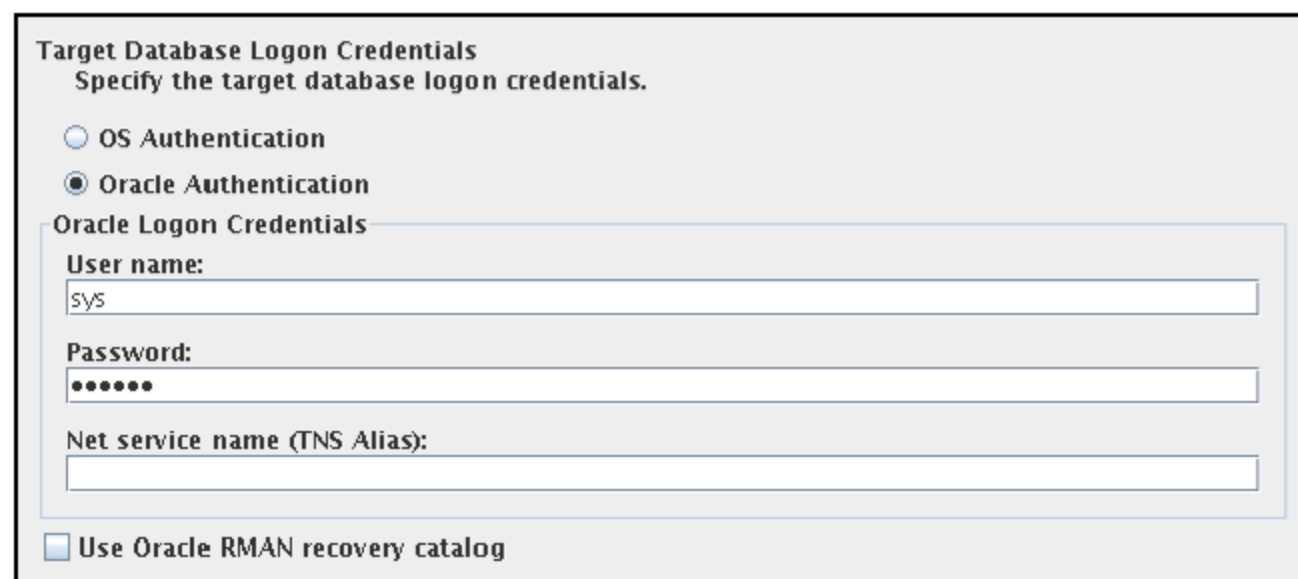 Target Database Logon Credentials
Specify the target database logon credentials.
OS Authentication
Oracle Authentication
Oracle Logon Credentials
User name:
sys
Password:
••••••
Net service name (TNS Alias):
Use Oracle RMAN recovery catalog